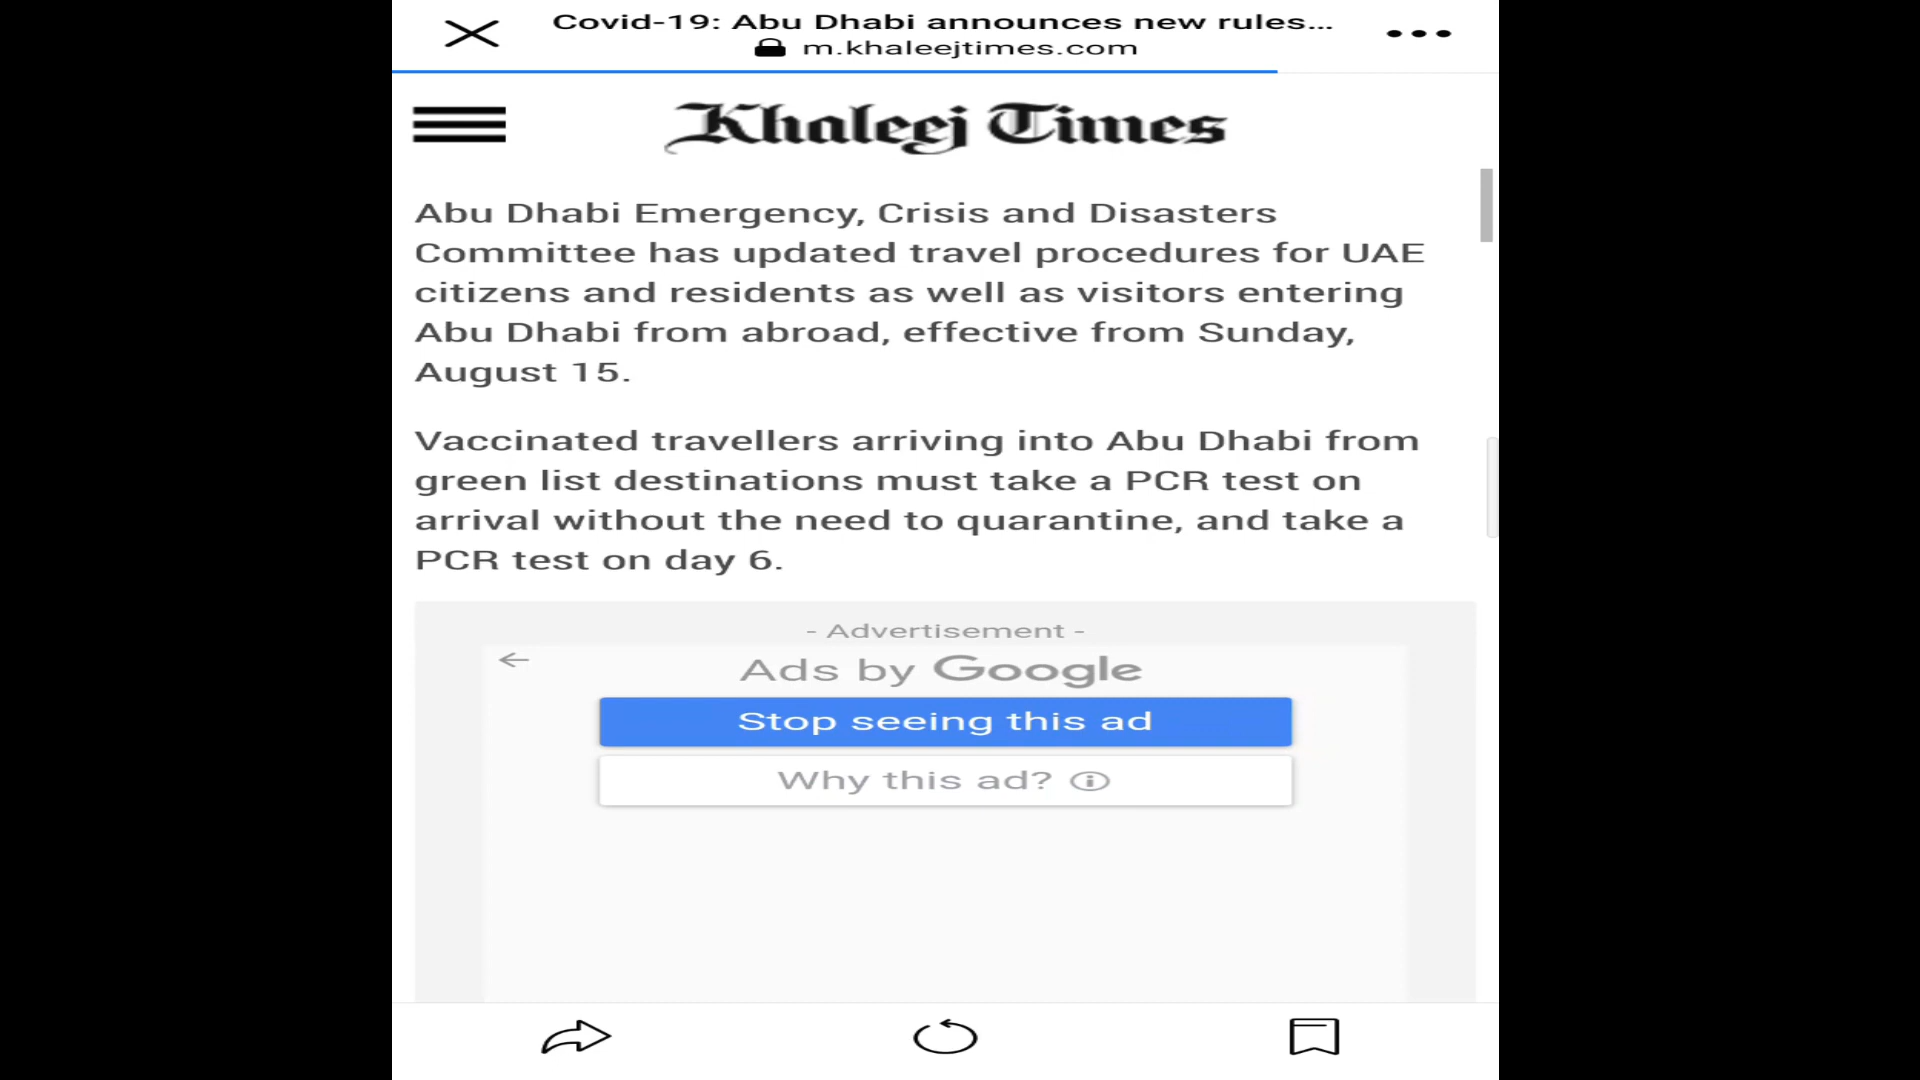 Covid-19: Abu Dhabi announces new rules...
m.khaleejtimes.com
Khaleej Times
Abu Dhabi Emergency, Crisis and Disasters
Committee has updated travel procedures for UAE
citizens and residents as well as visitors entering
Abu Dhabi from abroad, effective from Sunday,
August 15.
Vaccinated travellers arriving into Abu Dhabi from
green list destinations must take a PCR test on
arrival without the need to quarantine, and take a
PCR test on day 6.
- Advertisement -
Ads by Google
Stop seeing this ad
Why this ad?